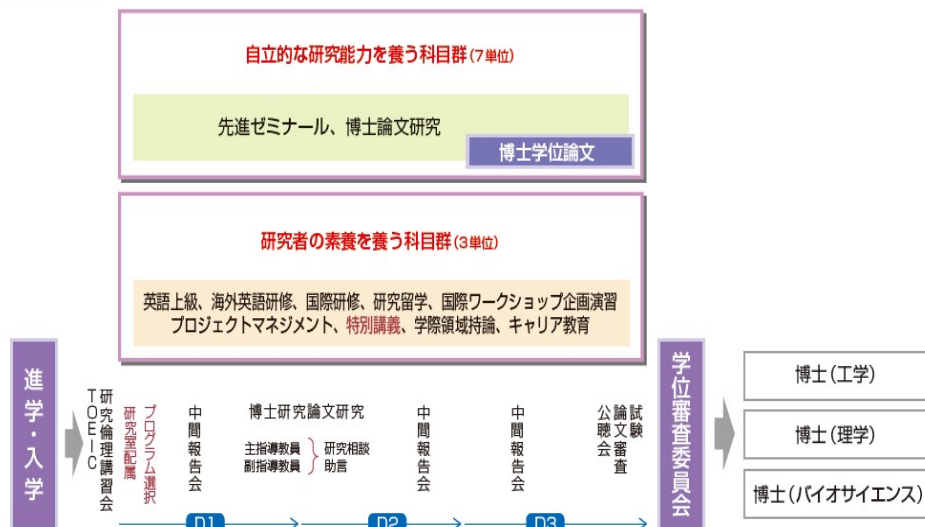 自立的な研究能力を養う科目群(7単位)
先進ゼミナール、博士論文研究
博士学位論文
研究者の素養を養う科目群(3単位)
英語上級、海外英語研修、国際研修、研究留学、国際ワークショップ企画演習
プロジェクトマネジメント、特別講義、学際領域持論、キャリア教育
進学・入学
研究倫理講習会
TOEIC
プログラム選択
研究室配属
中間報告会
博士研究論文研究
主指導教員
副指導教員
研究相談
助言
中間報告会
中間報告会
試験
論文審査
公聴会
D1
D2
D3
学位審査委員会
博士(工学)
博士(理学)
博士(バイオサイエンス)